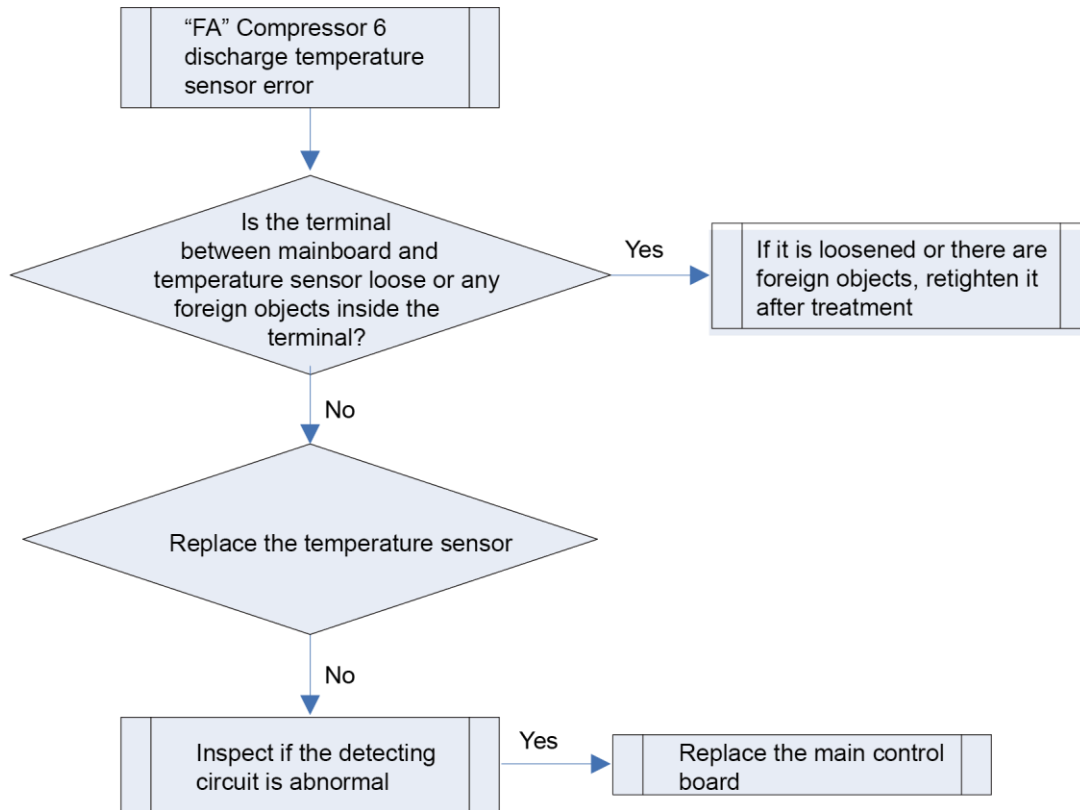 “FA” Compressor 6
discharge temperature
sensor error
Is the terminal
between mainboard and
temperature sensor loose or any
foreign objects inside the
terminal?
Yes
If it is loosened or there are
foreign objects, retighten it
after treatment
No
Replace the temperature sensor
No
Inspect if the detecting
circuit is abnormal
Yes
Replace the main control
board